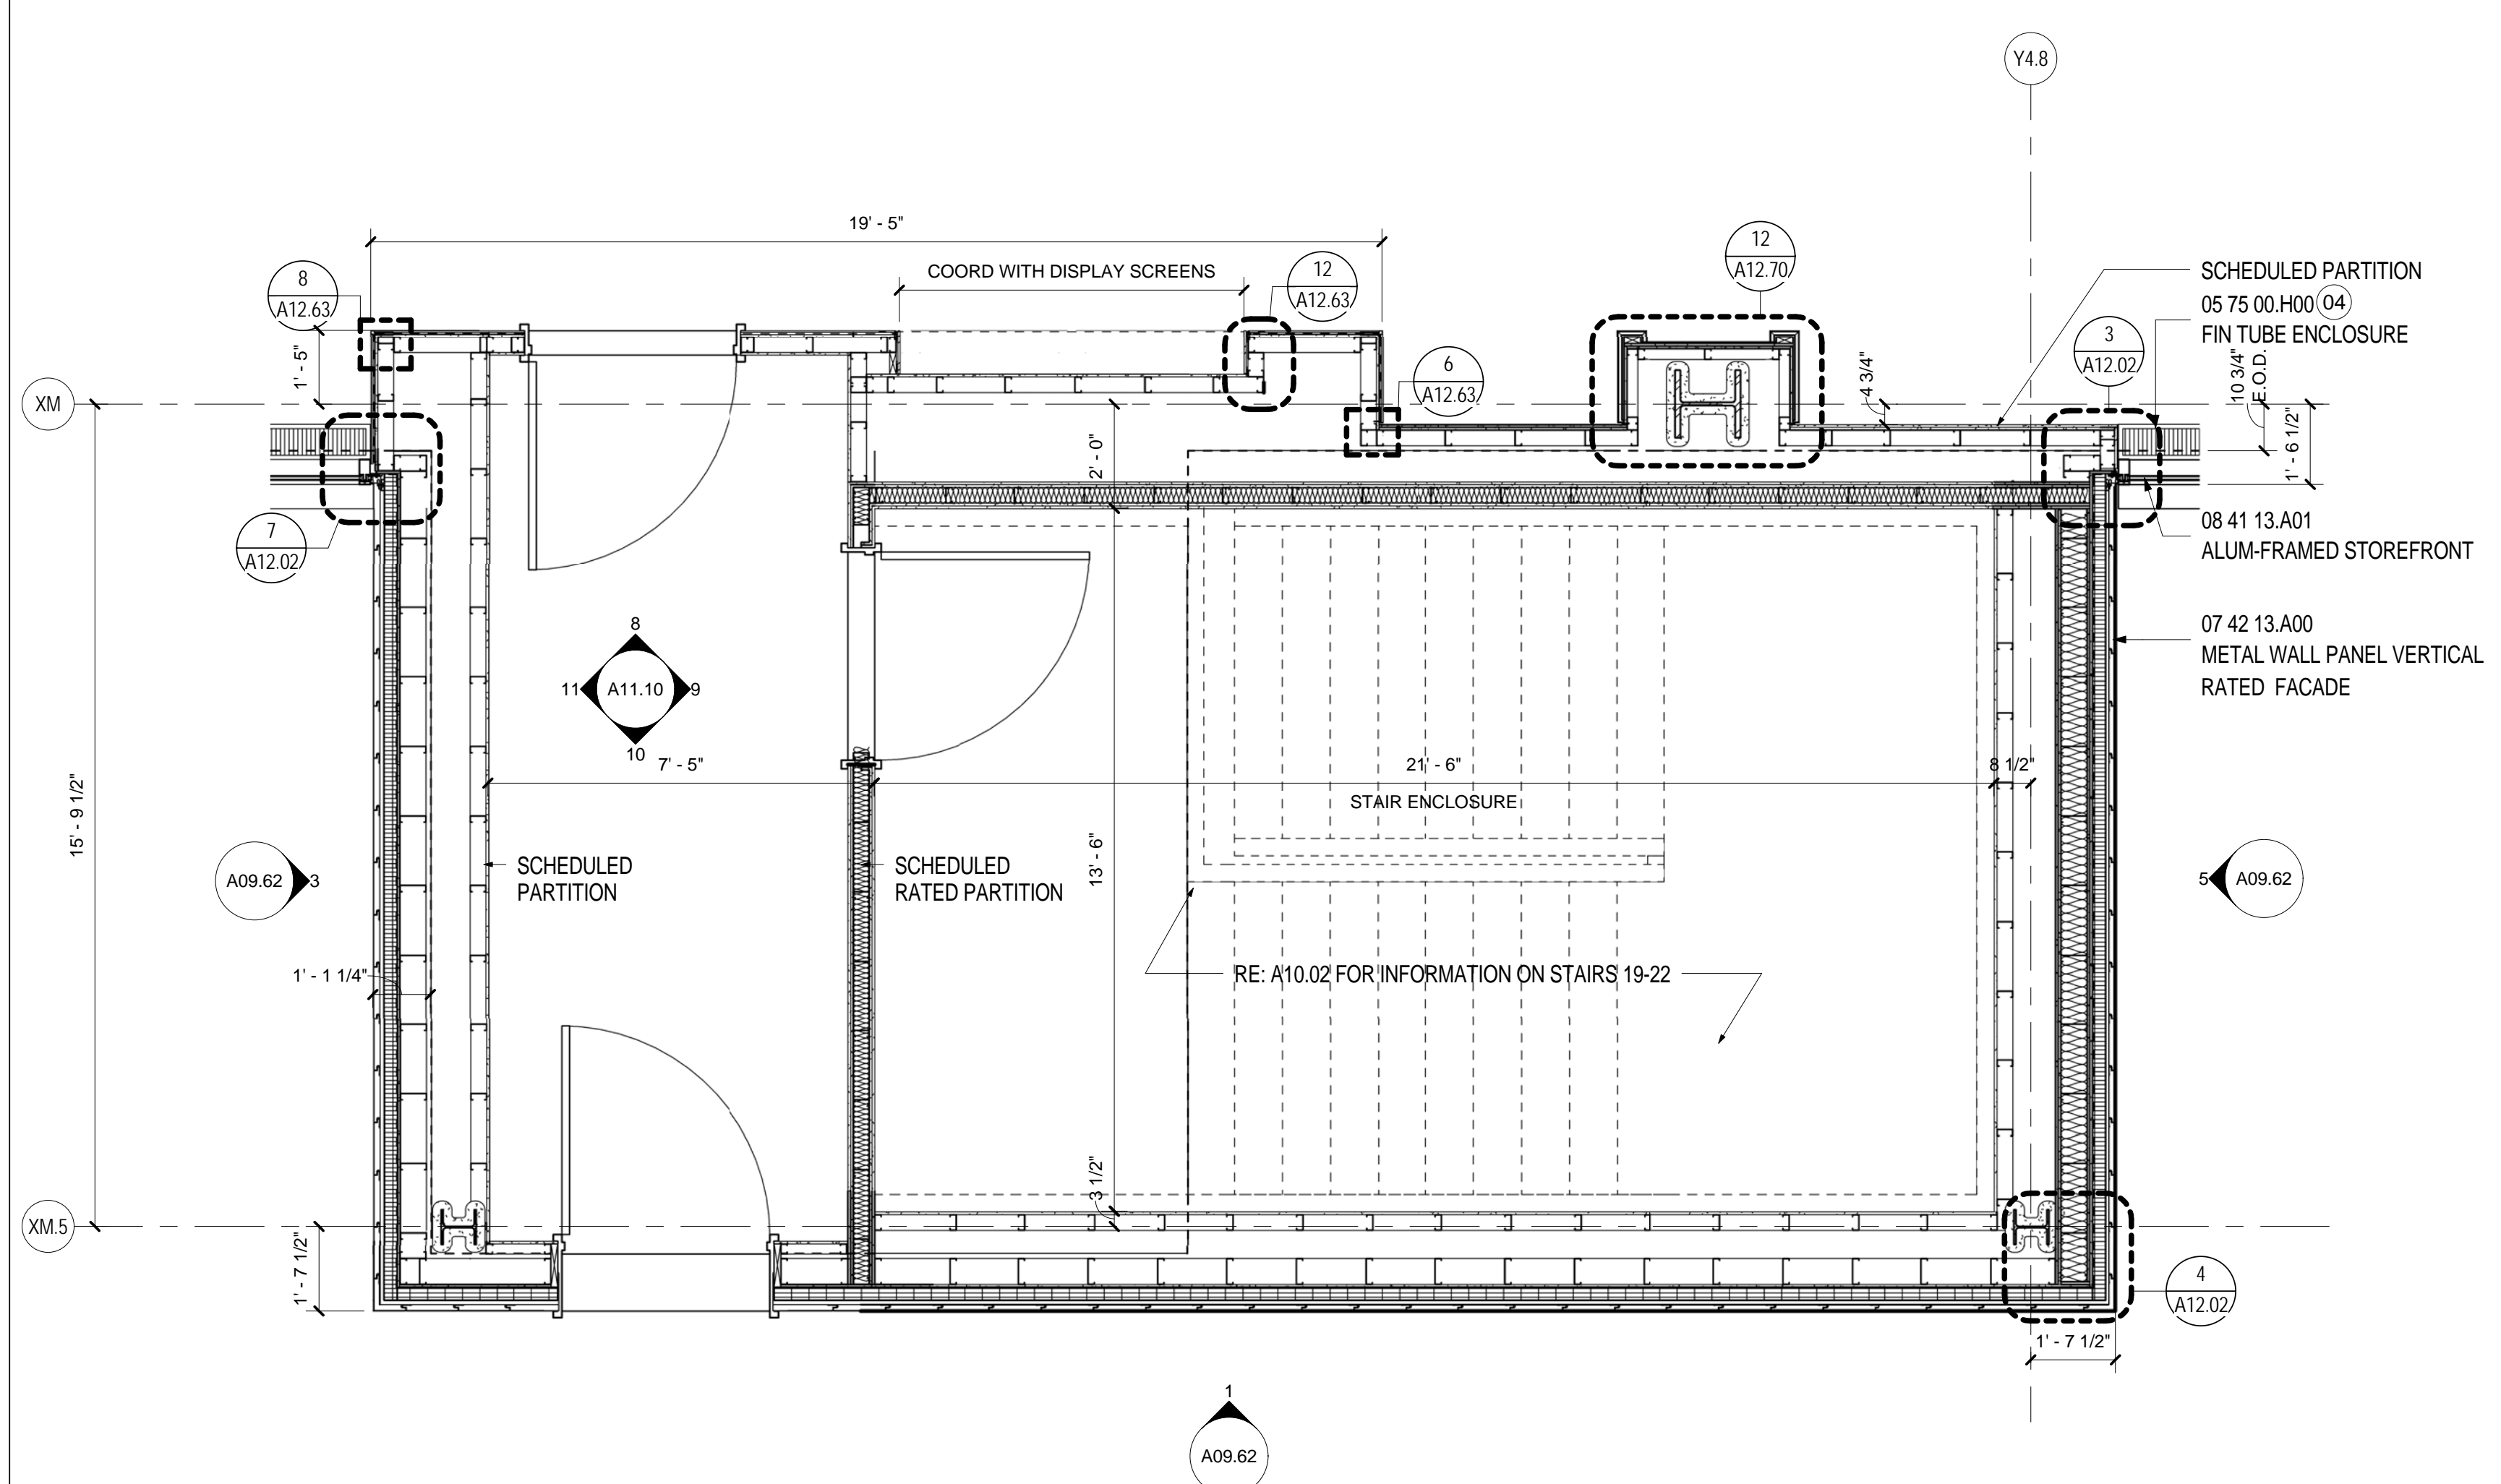 Y4.8
19' - 5"
COORD WITH DISPLAY SCREENS
8
A12.63
12
A12.63
12
A12.70
SCHEDULED PARTITION
05 75 00.H00 04
FIN TUBE ENCLOSURE
3
A12.02
6
A12.63
1' - 5"
4 3/4"
10 3/4"
E.O.D.
1' - 6 1/2"
XM
2' - 0"
7
A12.02
08 41 13.A01
ALUM-FRAMED STOREFRONT
07 42 13.A00
METAL WALL PANEL VERTICAL
RATED FACADE
8
11 A11.10 9
10
7' - 5"
21' - 6"
8 1/2"
STAIR ENCLOSURE
15' - 9 1/2"
13' - 6"
SCHEDULED
PARTITION
SCHEDULED
RATED PARTITION
A09.62 3
5 A09.62
1' - 1 1/4"
RE: A10.02 FOR INFORMATION ON STAIRS 19-22
3 1/2"
XM.5
1' - 7 1/2"
4
A12.02
1' - 7 1/2"
1
A09.62